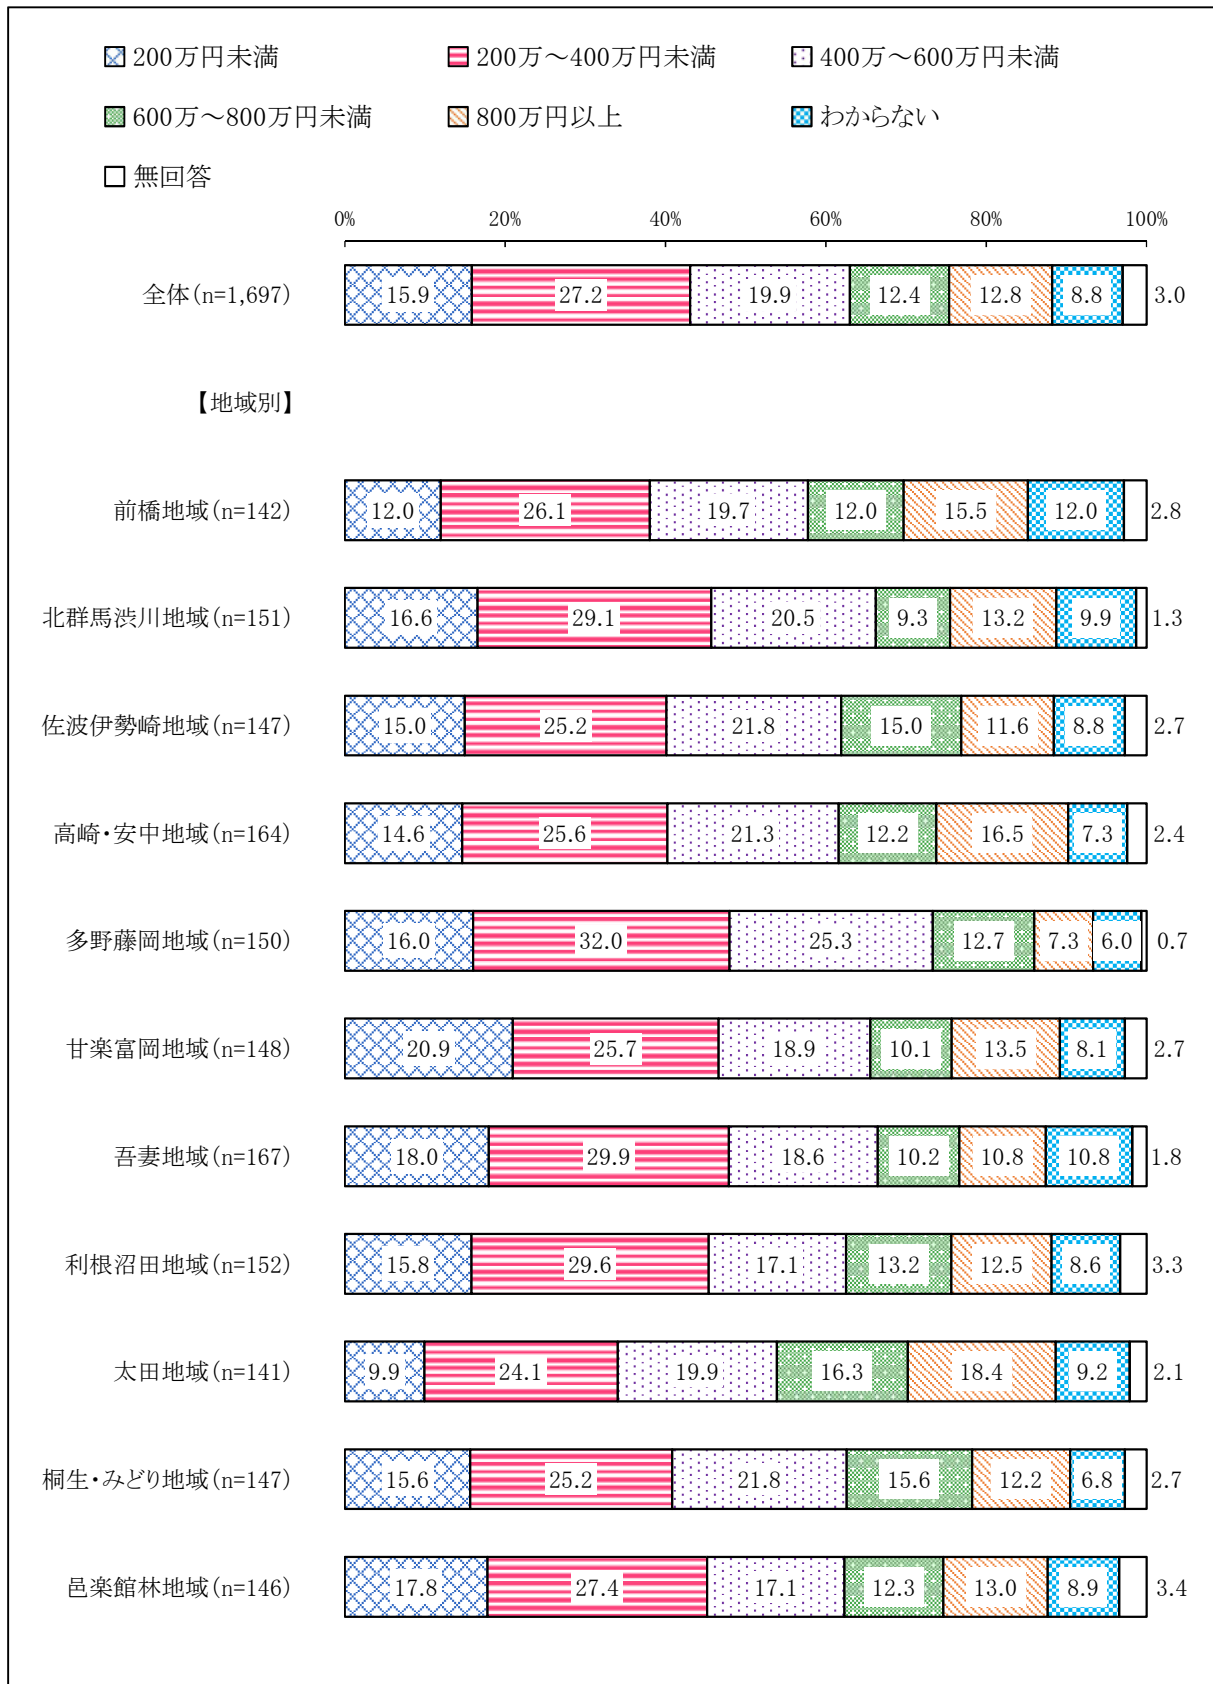 200万円未満 200万～400万円未満 400万～600万円未満
600万～800万円未満 800万円以上 わからない
無回答
0% 20% 40% 60% 80% 100%
全体(n=1,697) 15.9 27.2 19.9 12.4 12.8 8.8 3.0
【地域別】
前橋地域(n=142) 12.0 26.1 19.7 12.0 15.5 12.0 2.8
北群馬渋川地域(n=151) 16.6 29.1 20.5 9.3 13.2 9.9 1.3
佐波伊勢崎地域(n=147) 15.0 25.2 21.8 15.0 11.6 8.8 2.7
高崎・安中地域(n=164) 14.6 25.6 21.3 12.2 16.5 7.3 2.4
多野藤岡地域(n=150) 16.0 32.0 25.3 12.7 7.3 6.0 0.7
甘楽富岡地域(n=148) 20.9 25.7 18.9 10.1 13.5 8.1 2.7
吾妻地域(n=167) 18.0 29.9 18.6 10.2 10.8 10.8 1.8
利根沼田地域(n=152) 15.8 29.6 17.1 13.2 12.5 8.6 3.3
太田地域(n=141) 9.9 24.1 19.9 16.3 18.4 9.2 2.1
桐生・みどり地域(n=147) 15.6 25.2 21.8 15.6 12.2 6.8 2.7
邑楽館林地域(n=146) 17.8 27.4 17.1 12.3 13.0 8.9 3.4